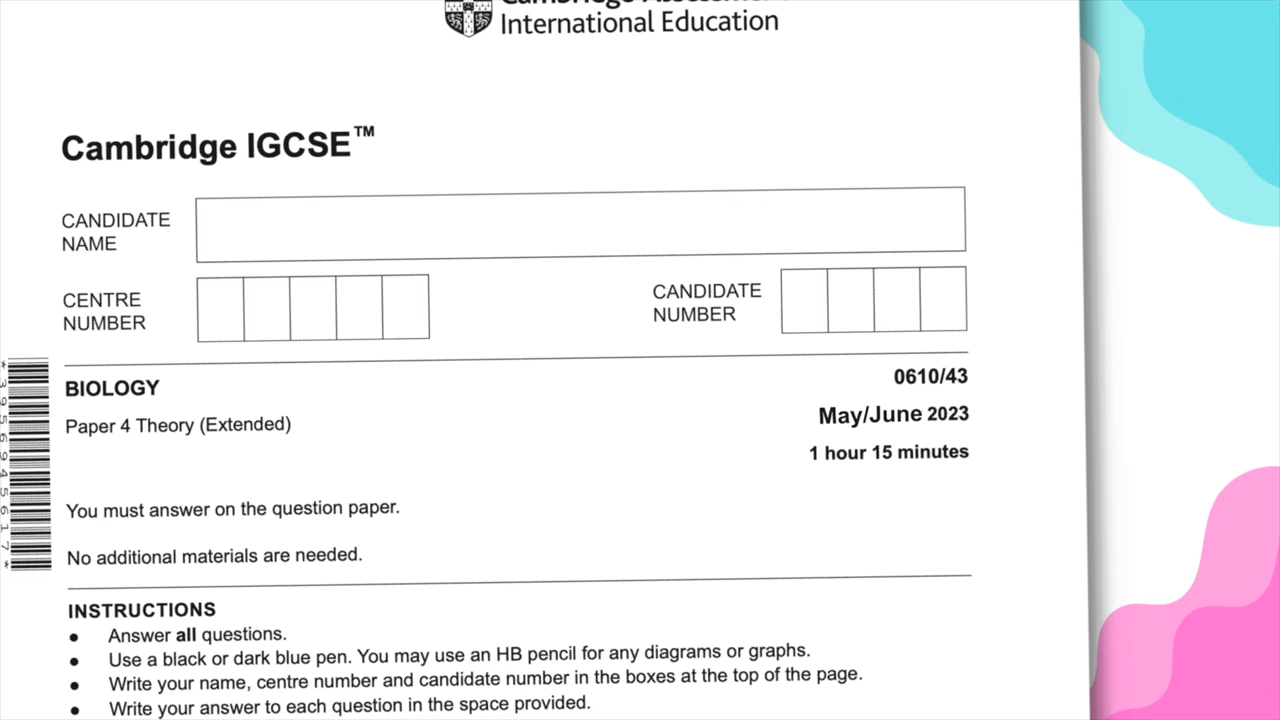 International Education
Cambridge IGCSE™
CANDIDATE
NAME
CENTRE
NUMBER
CANDIDATE
NUMBER
*3956945617*
BIOLOGY
0610/43
Paper 4 Theory (Extended)
May/June 2023
1 hour 15 minutes
You must answer on the question paper.
No additional materials are needed.
INSTRUCTIONS
● Answer all questions.
● Use a black or dark blue pen. You may use an HB pencil for any diagrams or graphs.
● Write your name, centre number and candidate number in the boxes at the top of the page.
● Write your answer to each question in the space provided.